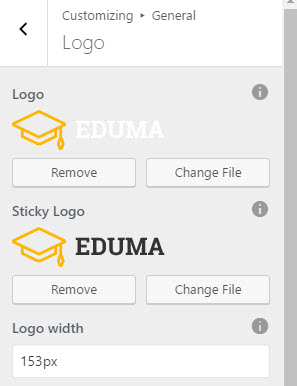 Customizing ▸ General
Logo
Logo
EDUMA
Remove Change File
Sticky Logo
EDUMA
Remove Change File
Logo width
153px